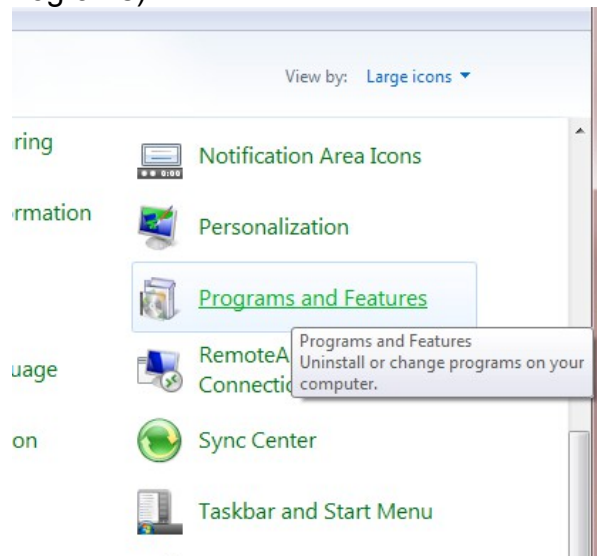 View by: Large icons
ring
Notification Area Icons
rmation
Personalization
Programs and Features
Programs and Features
Uninstall or change programs on your
computer.
uage
RemoteA
Connectic
on
Sync Center
Taskbar and Start Menu